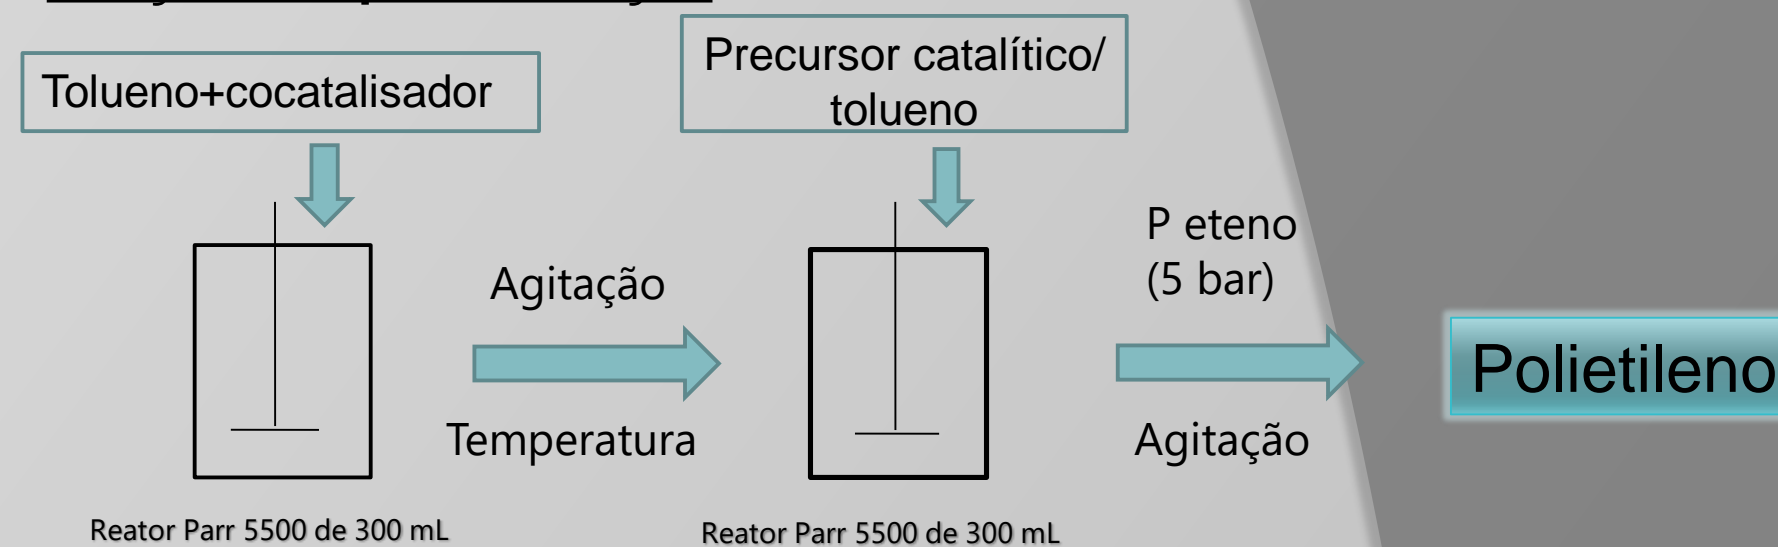 Tolueno+cocatalisador
Precursor catalítico/
tolueno
Agitação
Temperatura
P eteno
(5 bar)
Agitação
Polietileno
Reator Parr 5500 de 300 mL
Reator Parr 5500 de 300 mL